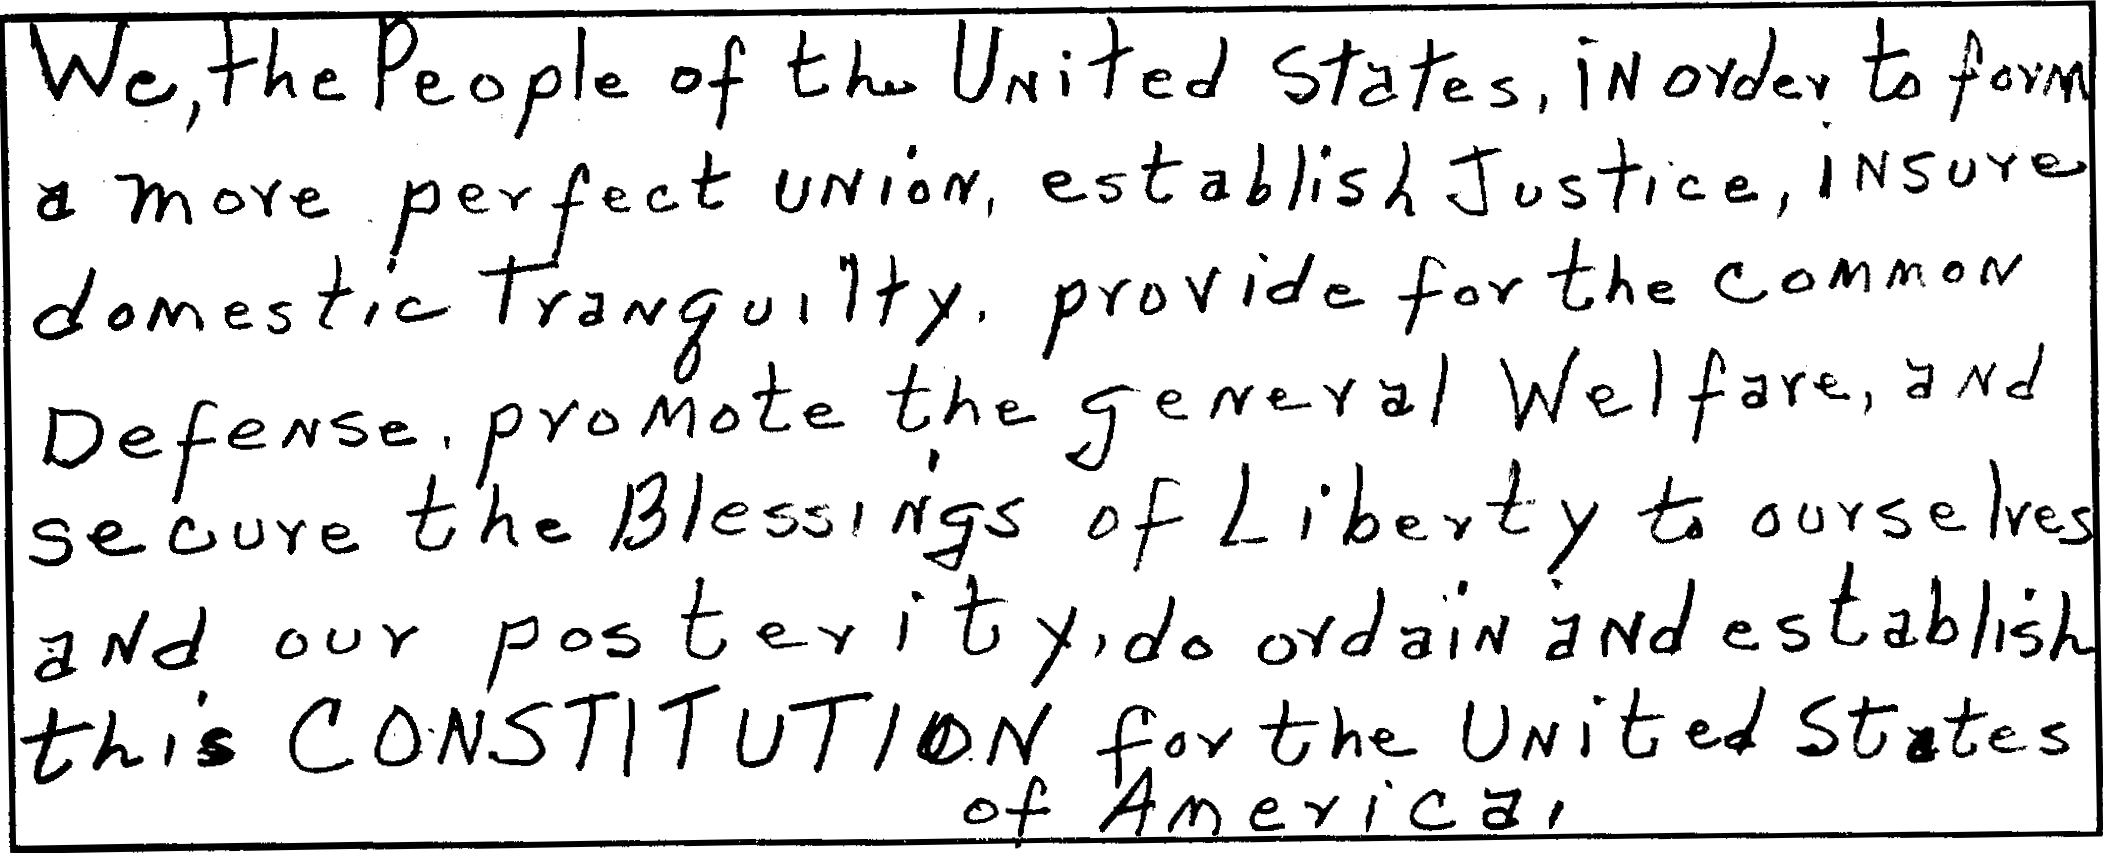 We, the People of the United States, in order to form
a more perfect union, establish Justice, insure
domestic Tranquilty. provide for the common
Defense. promote the general Welfare, and
secure the Blessings of Liberty to ourselves
and our posterity, do ordain and establish
this CONSTITUTION for the United States
of America.